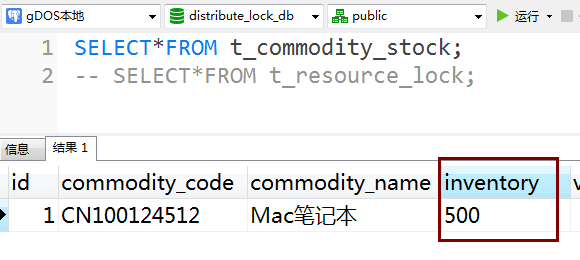 gDOS本地 distribute_lock_db public 运行
1 SELECT*FROM t_commodity_stock;
2 -- SELECT*FROM t_resource_lock;
信息 结果 1
id commodity_code commodity_name inventory
1 CN100124512 Mac笔记本 500